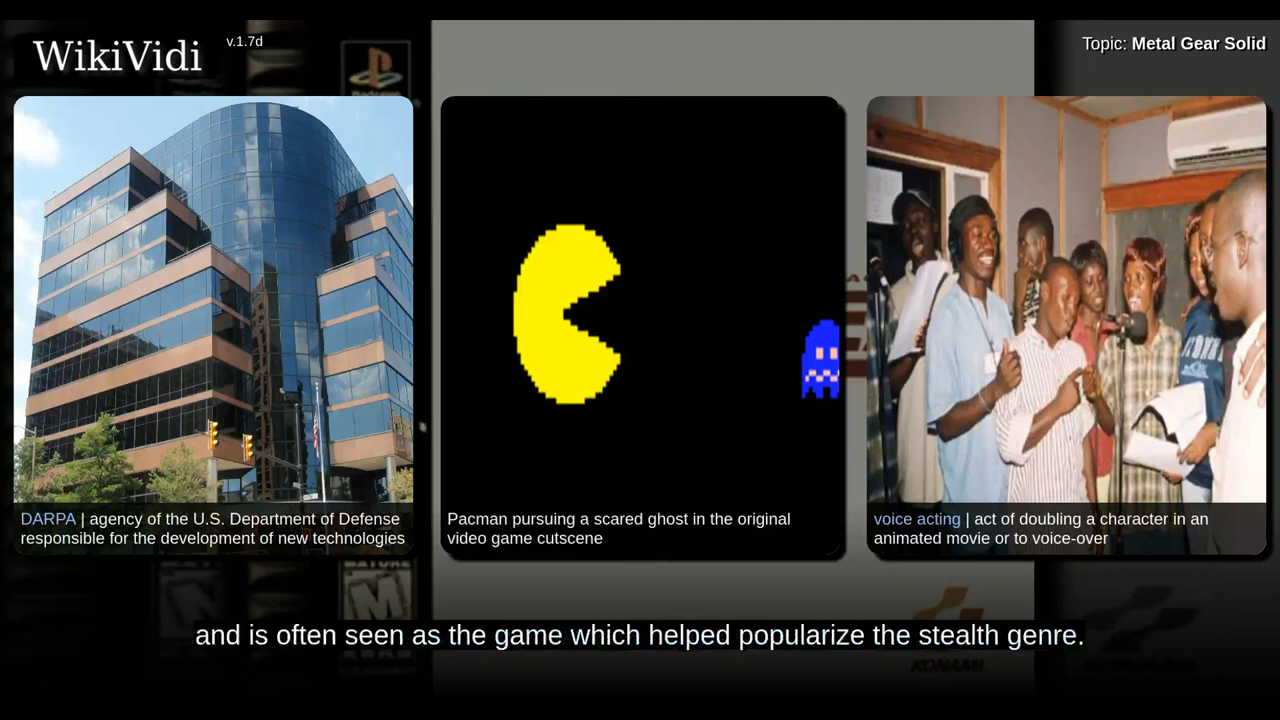 WikiVidi
v.1.7d
Topic: Metal Gear Solid
DARPA | agency of the U.S. Department of Defense
responsible for the development of new technologies
Pacman pursuing a scared ghost in the original
video game cutscene
voice acting | act of doubling a character in an
animated movie or to voice-over
M
KONAMI
and is often seen as the game which helped popularize the stealth genre.